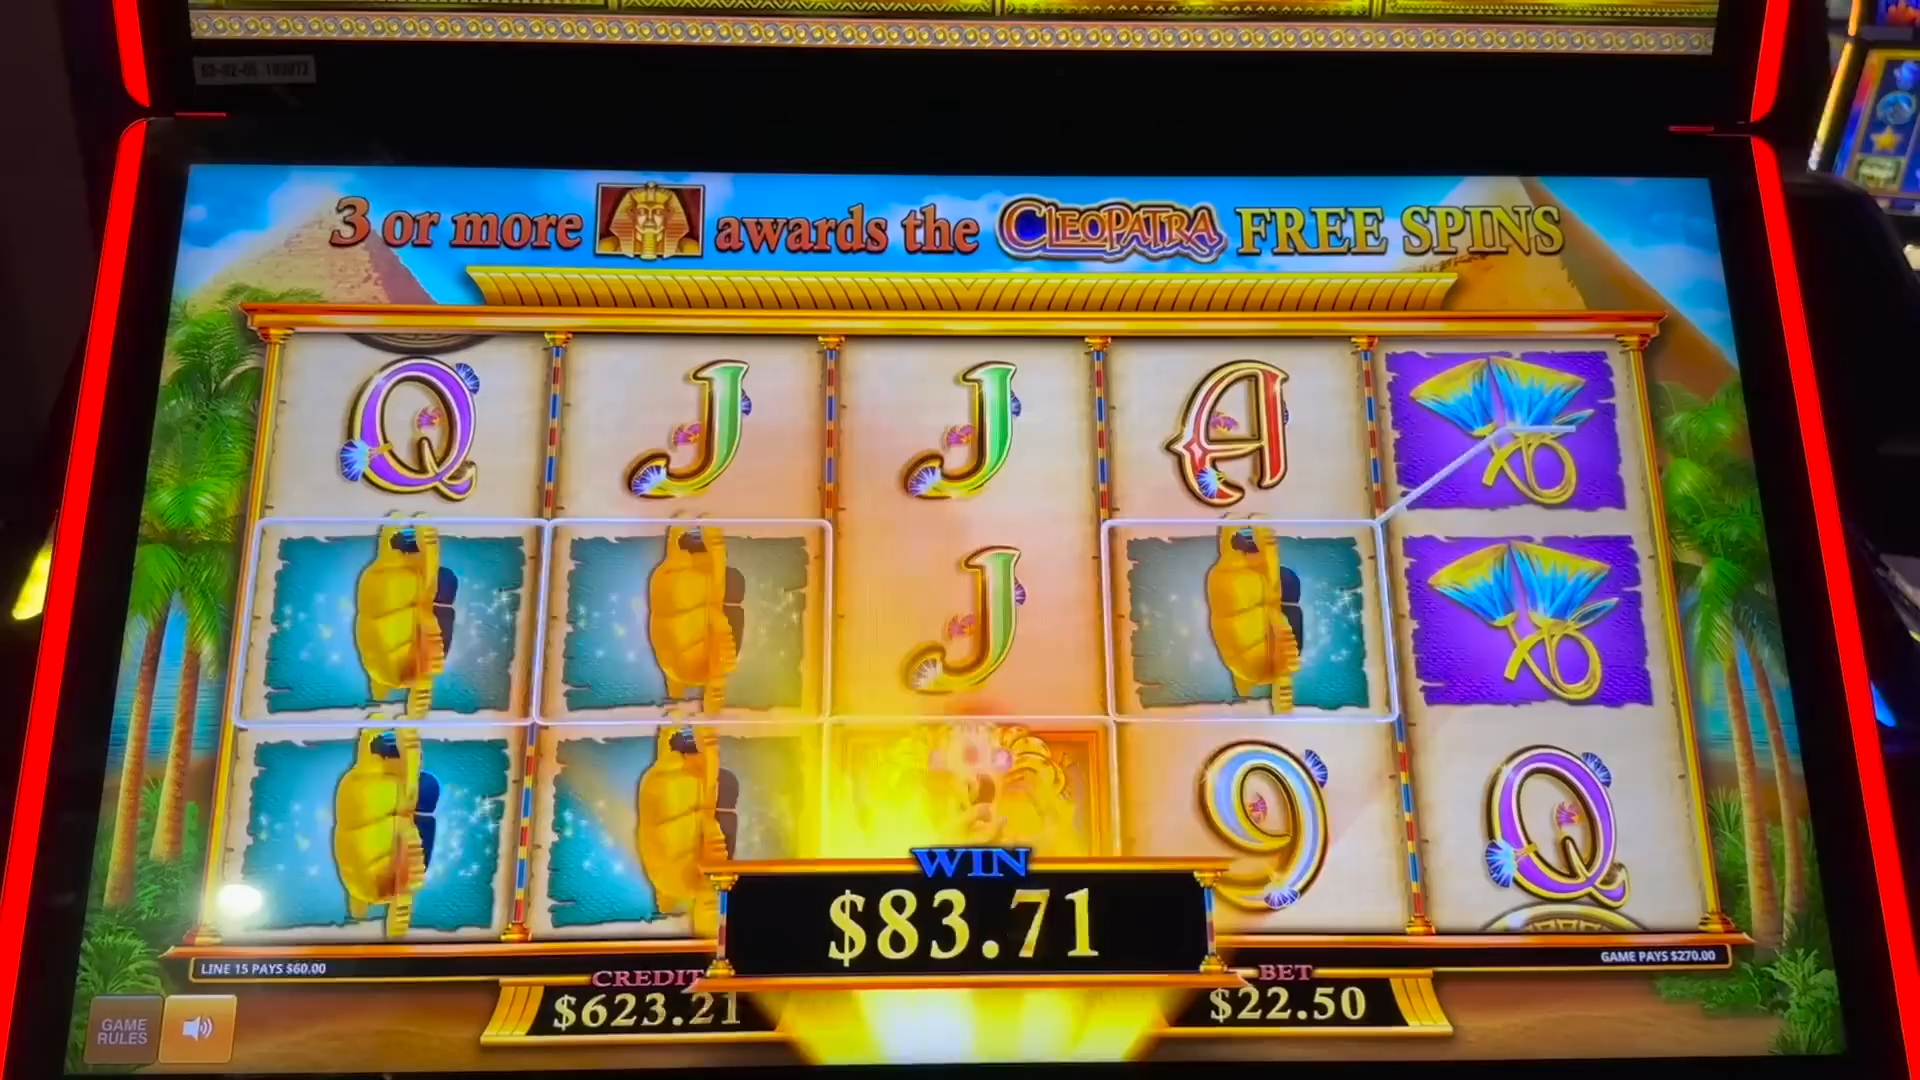 3 or more awards the CLEOPATRA FREE SPINS
Q J J A
J
9 Q
WIN
$83.71
LINE 15 PAYS $60.00
GAME PAYS $270.00
CREDIT
$623.21
BET
$22.50
GAME
RULES